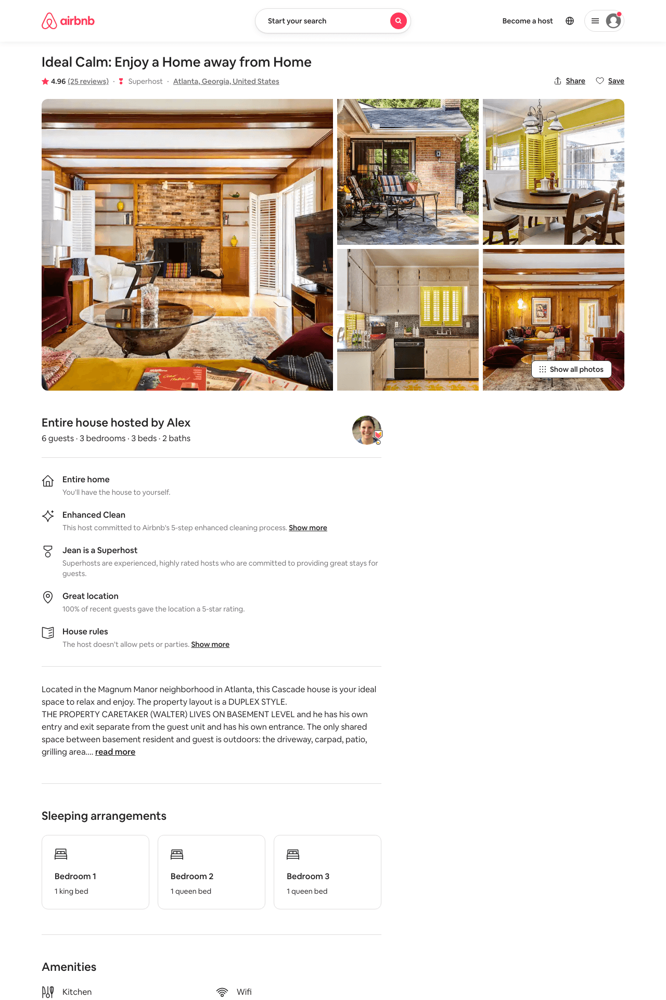 airbnb
Start your search
Become a host
Ideal Calm: Enjoy a Home away from Home
4.96 (25 reviews) · Superhost · Atlanta, Georgia, United States
Share
Save
Show all photos
Entire house hosted by Alex
6 guests · 3 bedrooms · 3 beds · 2 baths
Entire home
You’ll have the house to yourself.
Enhanced Clean
This host committed to Airbnb's 5-step enhanced cleaning process. Show more
Jean is a Superhost
Superhosts are experienced, highly rated hosts who are committed to providing great stays for
guests.
Great location
100% of recent guests gave the location a 5-star rating.
House rules
The host doesn’t allow pets or parties. Show more
Located in the Magnum Manor neighborhood in Atlanta, this Cascade house is your ideal
space to relax and enjoy. The property layout is a DUPLEX STYLE.
THE PROPERTY CARETAKER (WALTER) LIVES ON BASEMENT LEVEL and he has his own
entry and exit separate from the guest unit and has his own entrance. The only shared
space between basement resident and guest is outdoors: the driveway, carpad, patio,
grilling area.... read more
Sleeping arrangements
Bedroom 1
1 king bed
Bedroom 2
1 queen bed
Bedroom 3
1 queen bed
Amenities
Kitchen
Wifi